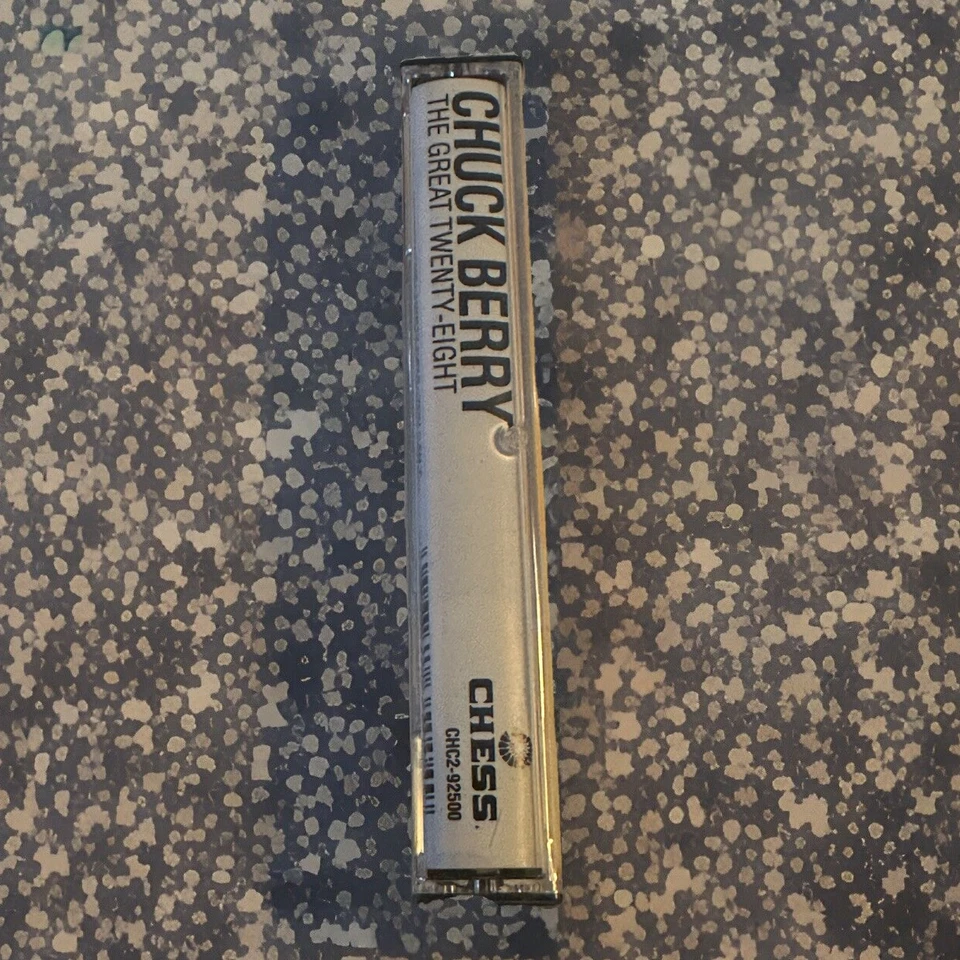 CHUCK BERRY
THE GREAT TWENTY-EIGHT
CHESS.
CHC2-92500